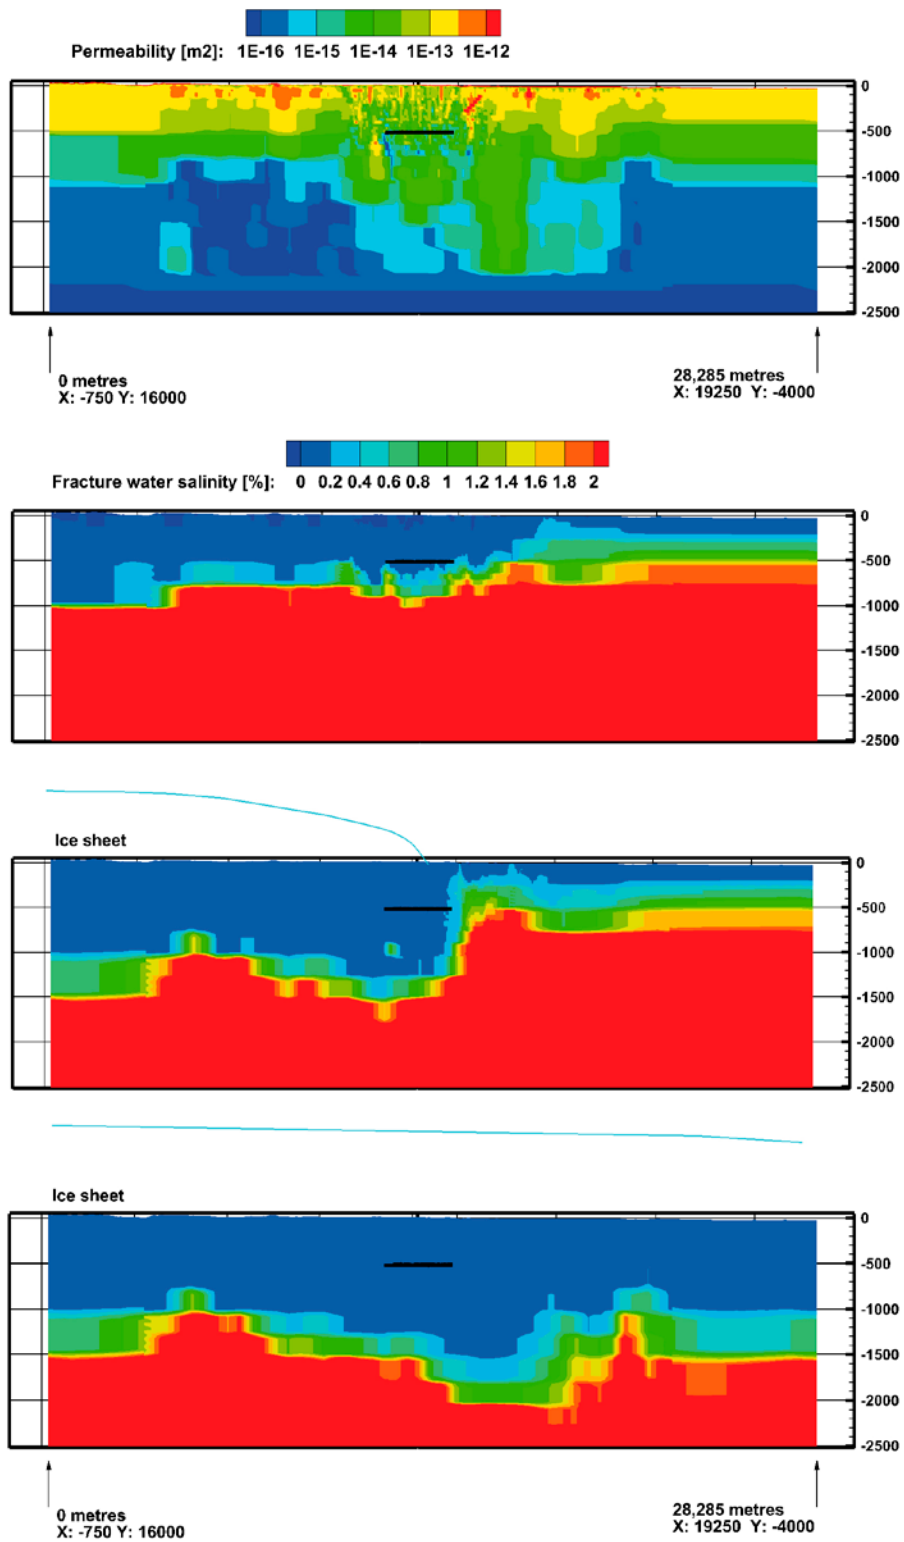 Permeability [m2]: 1E-16 1E-15 1E-14 1E-13 1E-12
0
-500
-1000
-1500
-2000
-2500
0 metres
X: -750 Y: 16000
28,285 metres
X: 19250 Y: -4000
Fracture water salinity [%]: 0 0.2 0.4 0.6 0.8 1 1.2 1.4 1.6 1.8 2
0
-500
-1000
-1500
-2000
-2500
Ice sheet
0
-500
-1000
-1500
-2000
-2500
Ice sheet
0
-500
-1000
-1500
-2000
-2500
0 metres
X: -750 Y: 16000
28,285 metres
X: 19250 Y: -4000